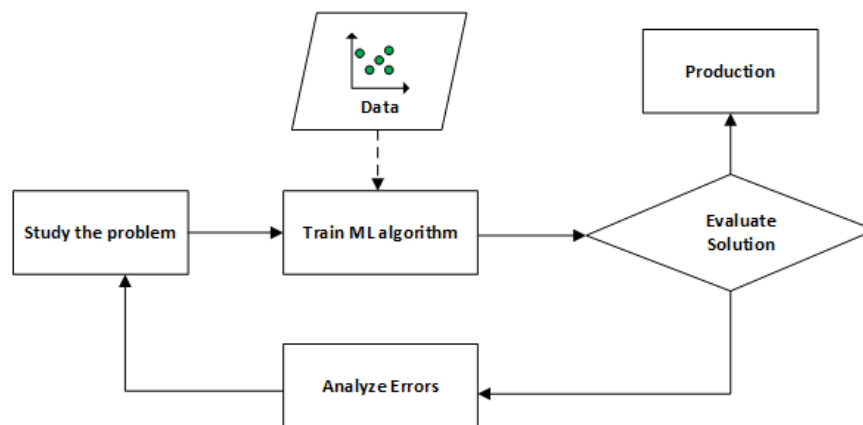 Data
Production
Study the problem
Train ML algorithm
Evaluate
Solution
Analyze Errors